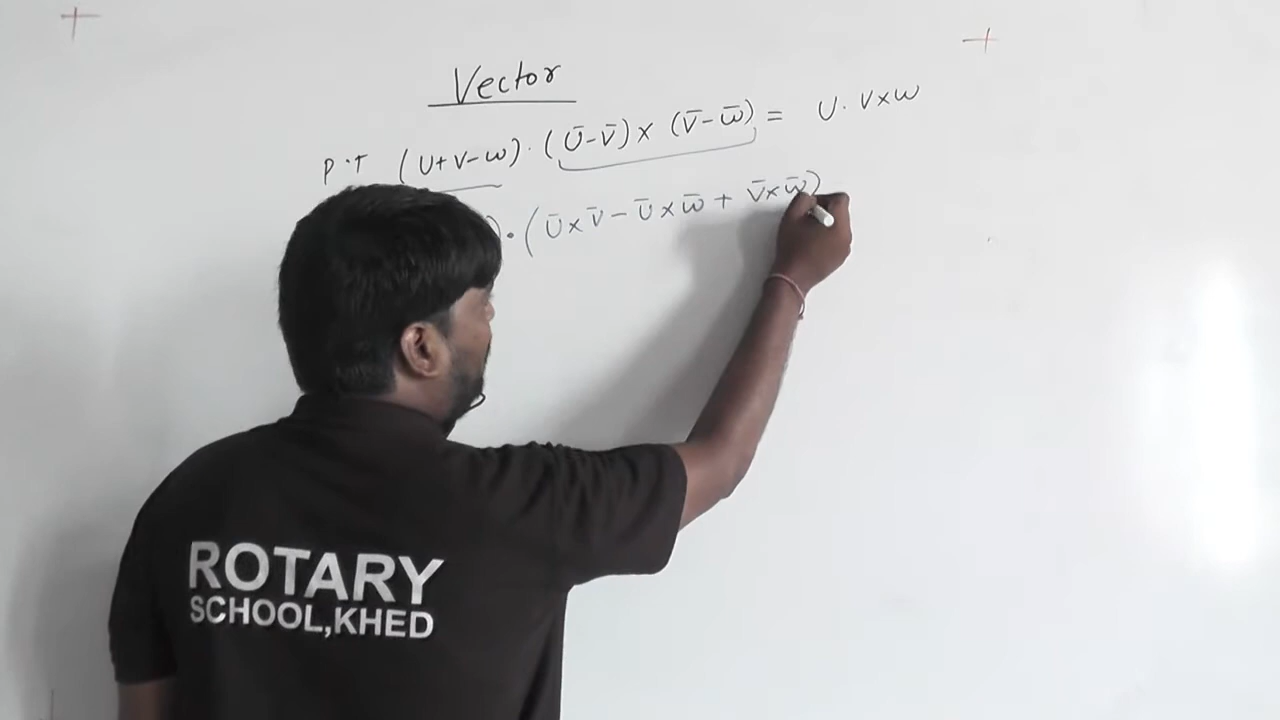 Vector
P.T (U+V-w)·(Ū-V̄)×(V̄-w̄) = U·V×w
)·(Ū×V̄-Ū×w̄+V̄×w̄)
ROTARY
SCHOOL,KHED